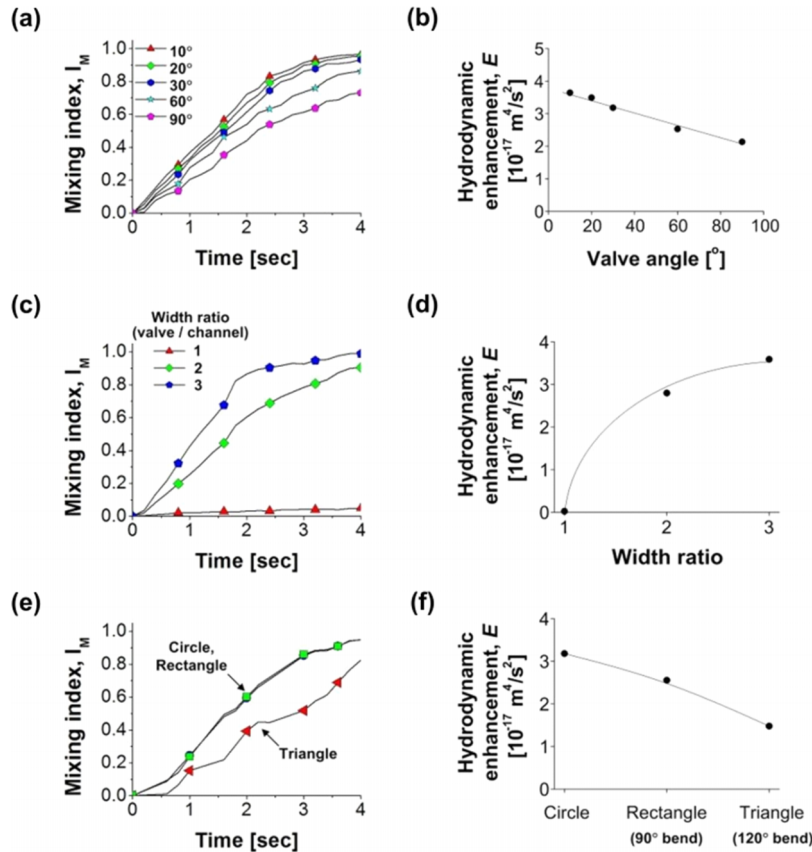 (a)
Mixing index, I_M
1.0
0.8
0.6
0.4
0.2
0.0
10°
20°
30°
60°
90°
0 1 2 3 4
Time [sec]
(b)
Hydrodynamic
enhancement, E
[10⁻¹⁷ m⁴/s²]
5
4
3
2
1
0
0 20 40 60 80 100
Valve angle [°]
(c)
Width ratio
(valve / channel)
Mixing index, I_M
1.0
0.8
0.6
0.4
0.2
0.0
1
2
3
0 1 2 3 4
Time [sec]
(d)
Hydrodynamic
enhancement, E
[10⁻¹⁷ m⁴/s²]
4
3
2
1
0
1 2 3
Width ratio
(e)
Mixing index, I_M
1.0
0.8
0.6
0.4
0.2
0.0
Circle,
Rectangle
Triangle
0 1 2 3 4
Time [sec]
(f)
Hydrodynamic
enhancement, E
[10⁻¹⁷ m⁴/s²]
4
3
2
1
0
Circle Rectangle Triangle
(90° bend) (120° bend)